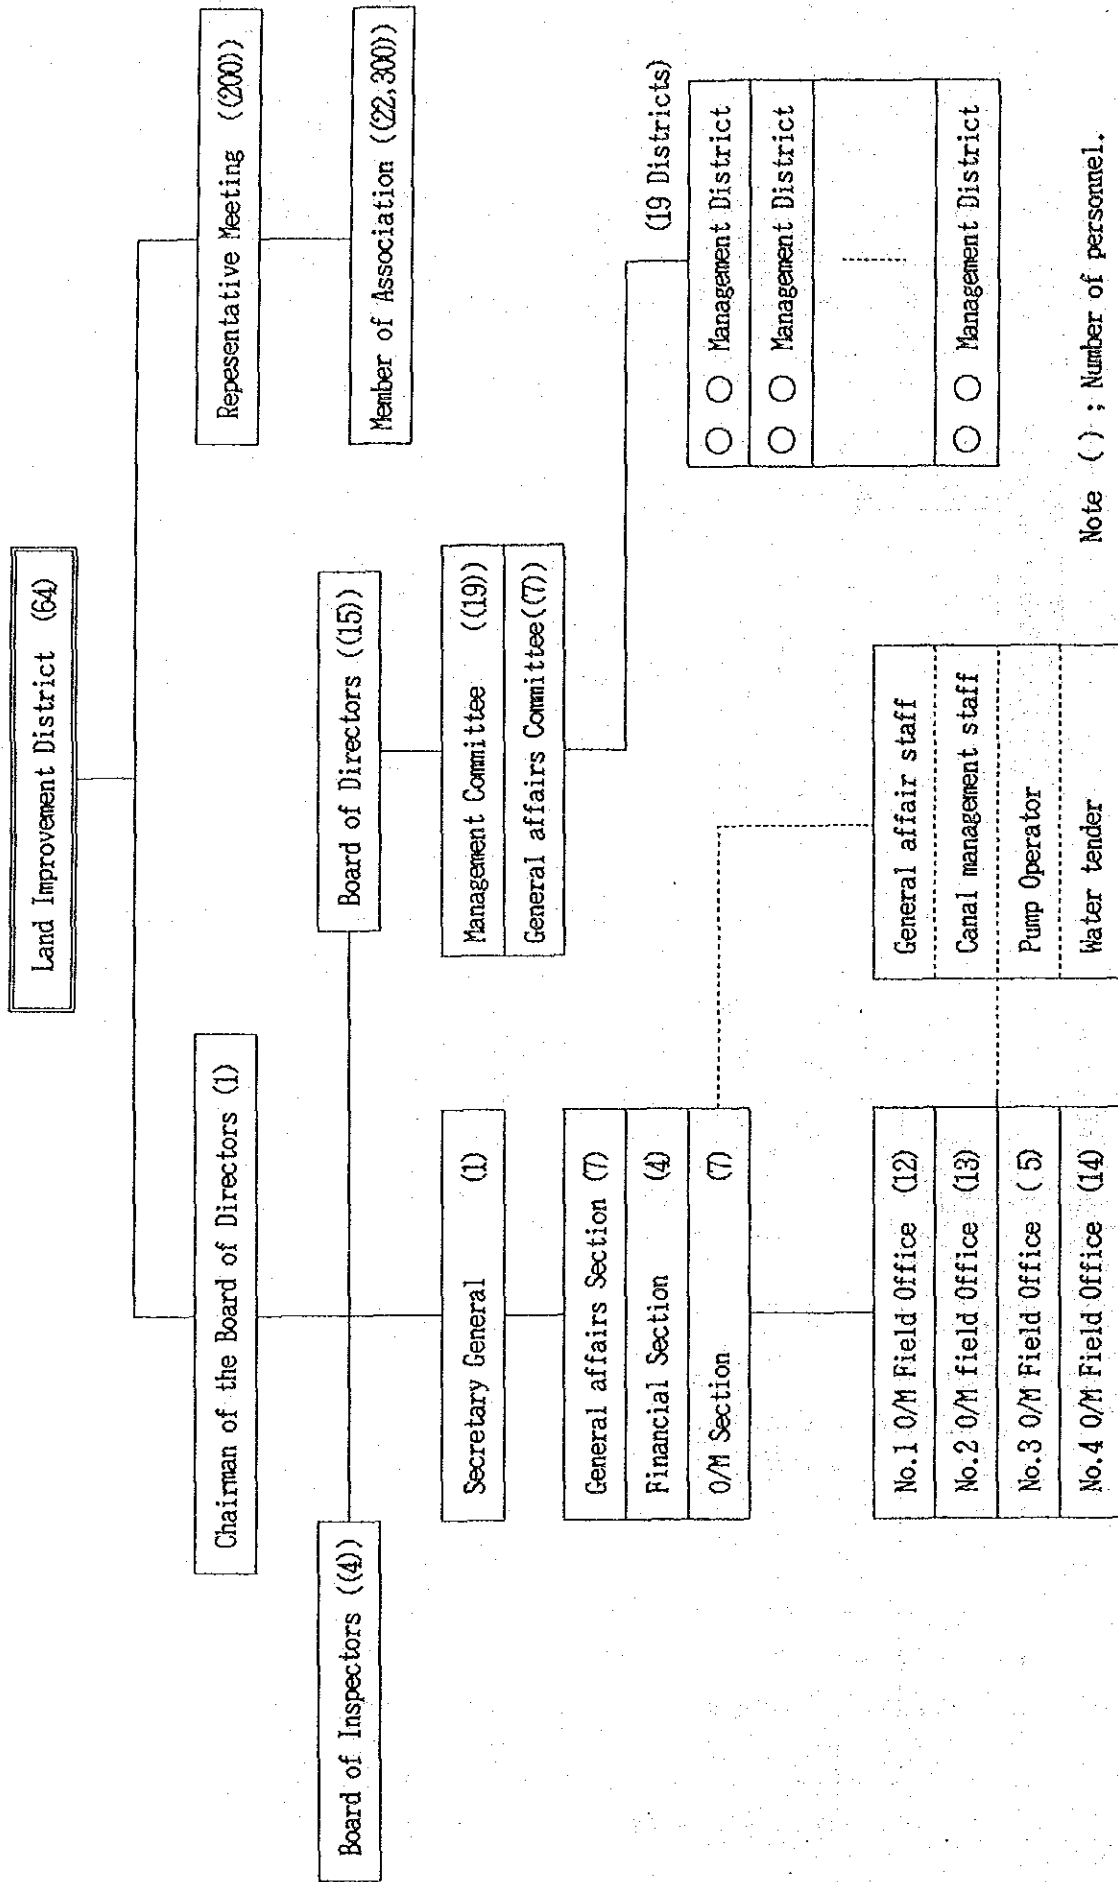 Land Improvement District (64)
Chairman of the Board of Directors (1)
Repesentative Meeting ((200))
Board of Inspectors ((4))
Board of Directors ((15))
Member of Association ((22,300))
Secretary General (1)
Management Committee ((19))
General affairs Committee((7))
General affairs Section (7)
Financial Section (4)
O/M Section (7)
(19 Districts)
○ ○ Management District
○ ○ Management District
○ ○ Management District
No.1 O/M Field Office (12)
No.2 O/M field Office (13)
No.3 O/M Field Office ( 5)
No.4 O/M Field Office (14)
General affair staff
Canal management staff
Pump Operator
Water tender
Note ( ) ; Number of personnel.